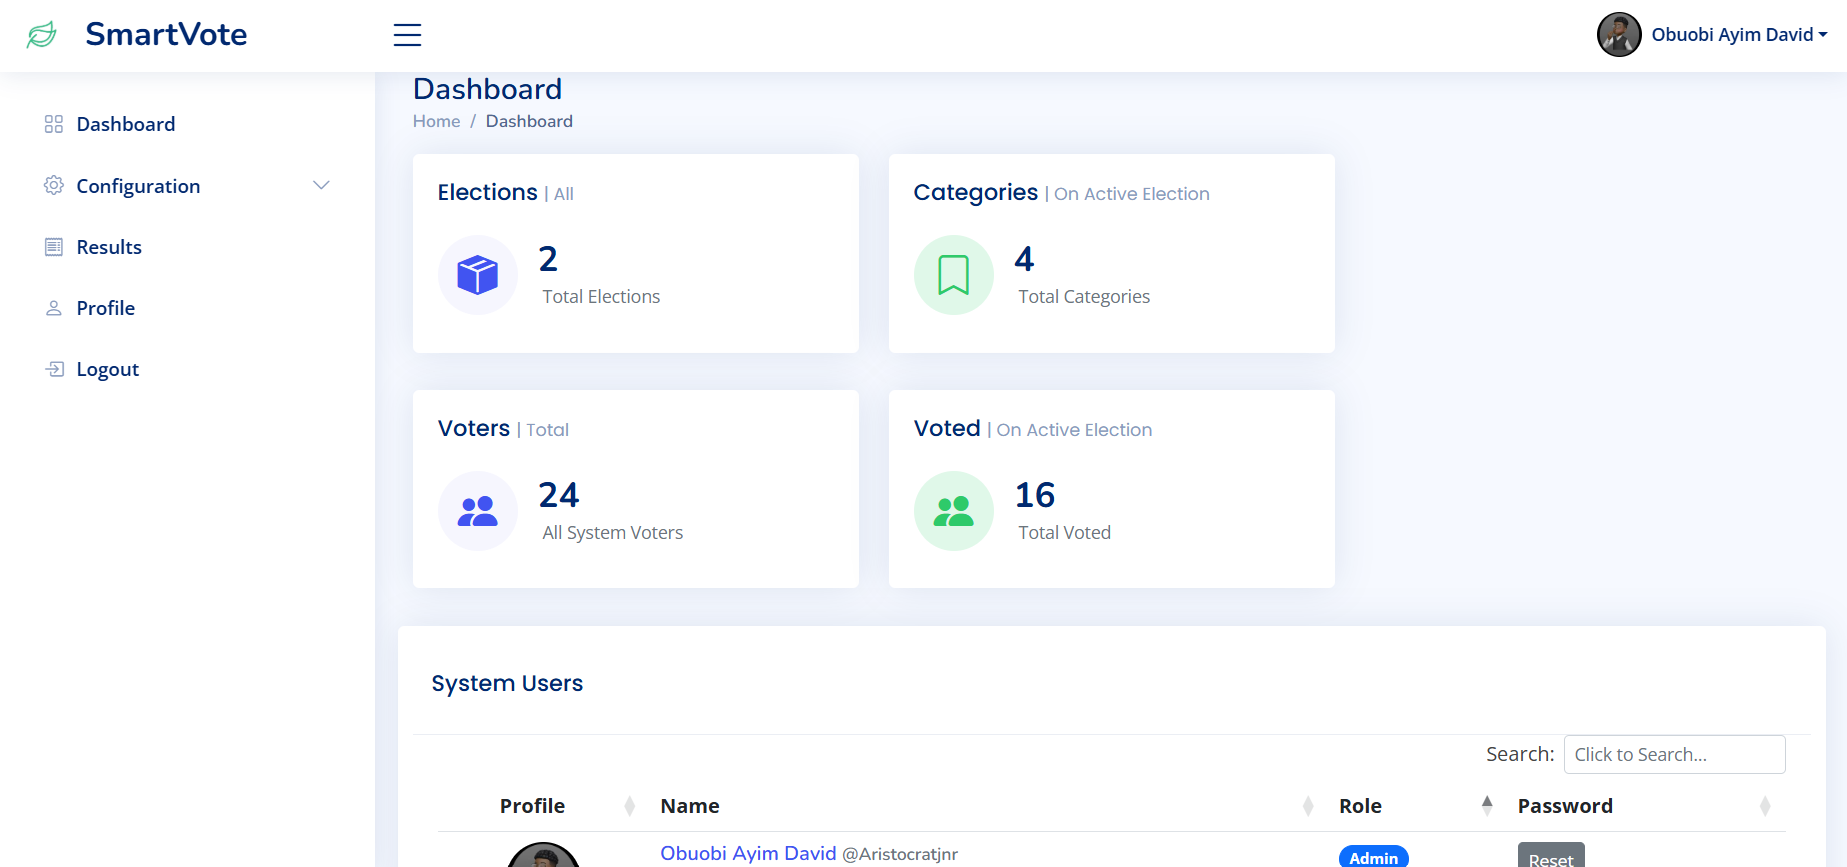 SmartVote
Obuobi Ayim David
Dashboard
Configuration
Results
Profile
Logout
Dashboard
Home / Dashboard
Elections | All
2
Total Elections
Categories | On Active Election
4
Total Categories
Voters | Total
24
All System Voters
Voted | On Active Election
16
Total Voted
System Users
Search: Click to Search...
Profile Name Role Password
Obuobi Ayim David @Aristocratjnr Admin Reset